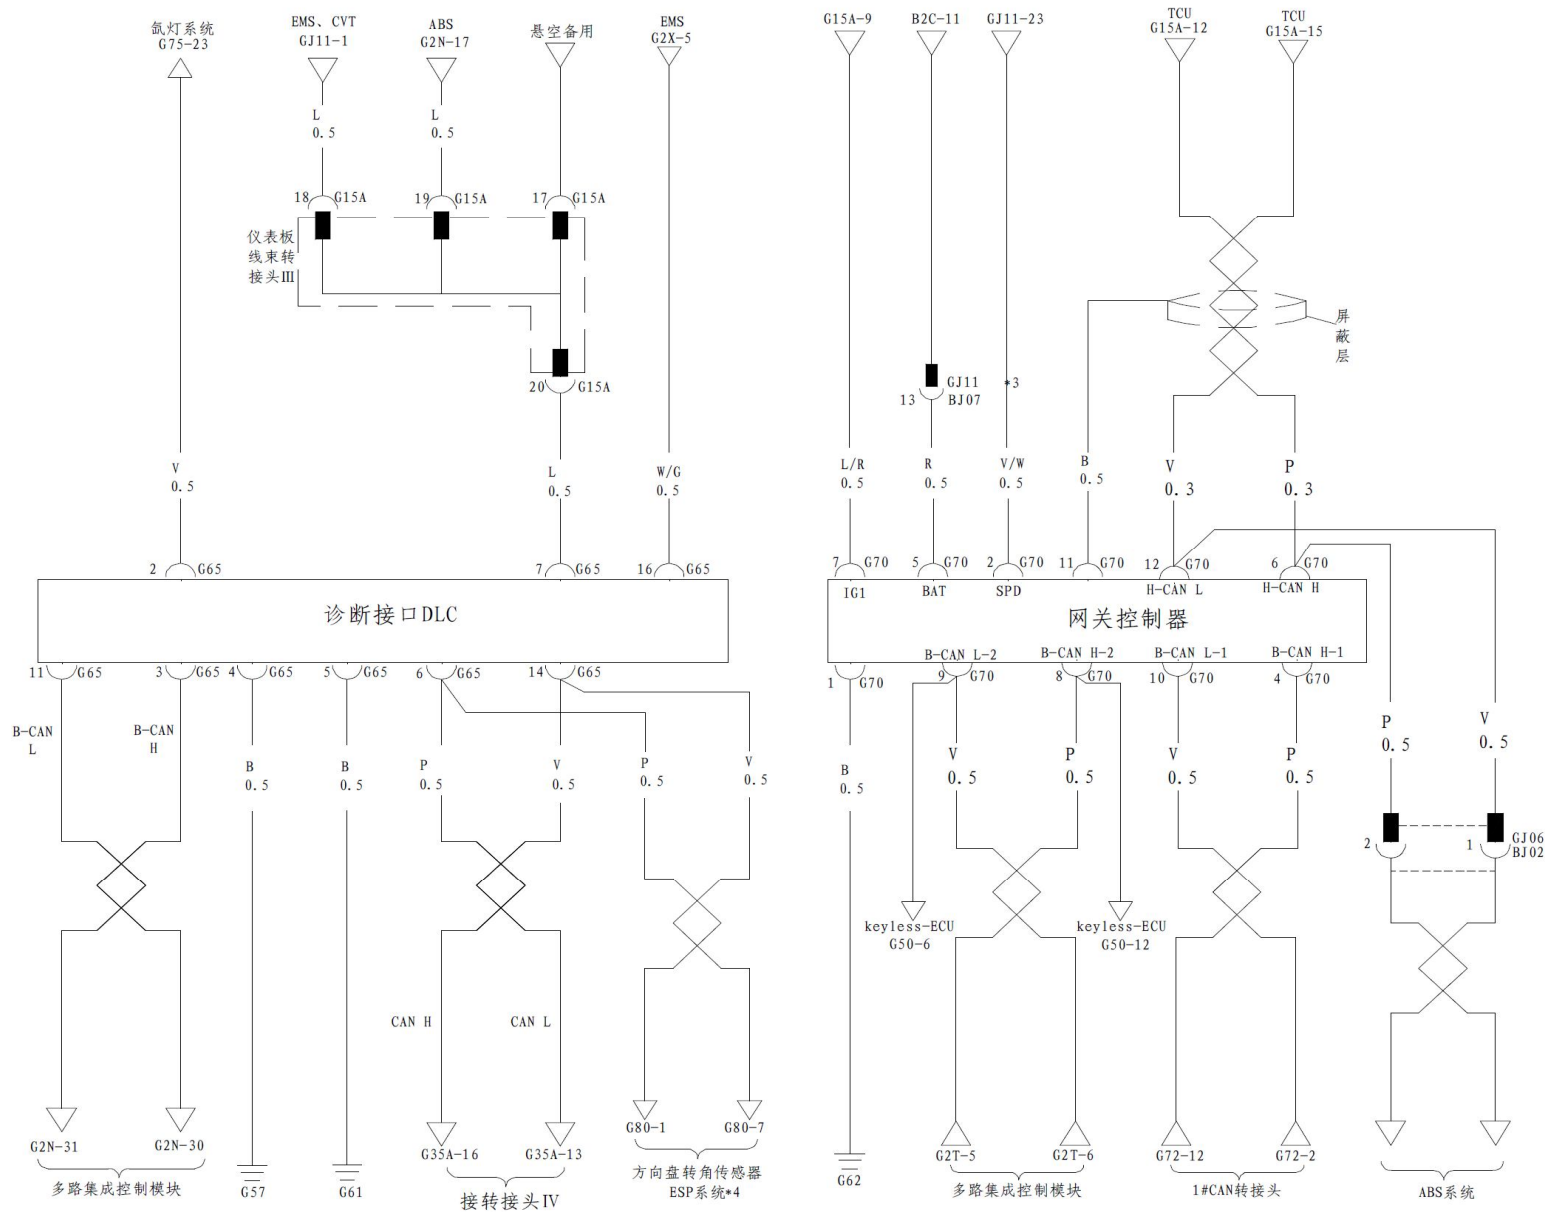 氙灯系统
G75-23
EMS、CVT
GJ11-1
ABS
G2N-17
悬空备用
EMS
G2X-5
G15A-9
B2C-11
GJ11-23
TCU
G15A-12
TCU
G15A-15
L
0.5
L
0.5
18
G15A
19
G15A
17
G15A
仪表板
线束转
接头III
20
G15A
屏
蔽
层
GJ11
13
BJ07
*3
V
0.5
L
0.5
W/G
0.5
L/R
0.5
R
0.5
V/W
0.5
B
0.5
V
0.3
P
0.3
2
G65
7
G65
16
G65
7
G70
5
G70
2
G70
11
G70
12
G70
6
G70
诊断接口DLC
IG1
BAT
SPD
H-CAN L
H-CAN H
网关控制器
B-CAN L-2
B-CAN H-2
B-CAN L-1
B-CAN H-1
11
G65
3
G65
4
G65
5
G65
6
G65
14
G65
1
G70
9
G70
8
G70
10
G70
4
G70
B-CAN
L
B-CAN
H
B
0.5
B
0.5
P
0.5
V
0.5
P
0.5
V
0.5
B
0.5
V
0.5
P
0.5
V
0.5
P
0.5
P
0.5
V
0.5
2
1
GJ06
BJ02
keyless-ECU
G50-6
keyless-ECU
G50-12
CAN H
CAN L
G2N-31
G2N-30
多路集成控制模块
G57
G61
G35A-16
G35A-13
接转接头IV
G80-1
G80-7
方向盘转角传感器
ESP系统*4
G62
G2T-5
G2T-6
多路集成控制模块
G72-12
G72-2
1#CAN转接头
ABS系统